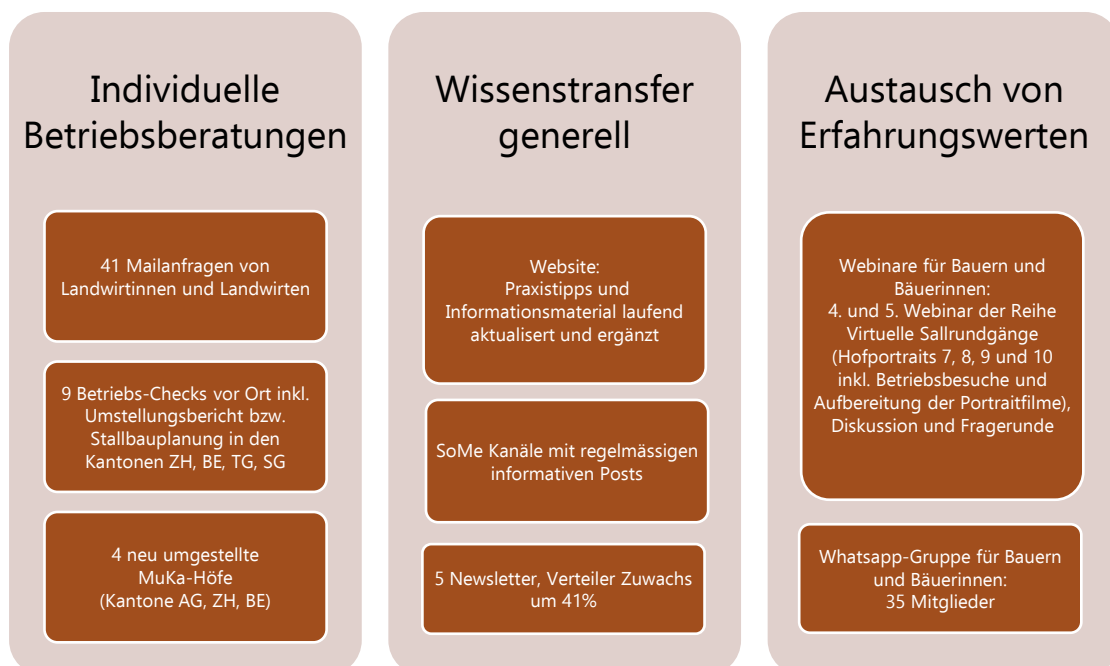 Individuelle
Betriebsberatungen
41 Mailanfragen von
Landwirtinnen und Landwirten
9 Betriebs-Checks vor Ort inkl.
Umstellungsbericht bzw.
Stallbauplanung in den
Kantonen ZH, BE, TG, SG
4 neu umgestellte
MuKa-Höfe
(Kantone AG, ZH, BE)
Wissenstransfer
generell
Website:
Praxistipps und
Informationsmaterial laufend
aktualisert und ergänzt
SoMe Kanäle mit regelmässigen
informativen Posts
5 Newsletter, Verteiler Zuwachs
um 41%
Austausch von
Erfahrungswerten
Webinare für Bauern und
Bäuerinnen:
4. und 5. Webinar der Reihe
Virtuelle Sallrundgänge
(Hofportraits 7, 8, 9 und 10
inkl. Betriebsbesuche und
Aufbereitung der Portraitfilme),
Diskussion und Fragerunde
Whatsapp-Gruppe für Bauern
und Bäuerinnen:
35 Mitglieder